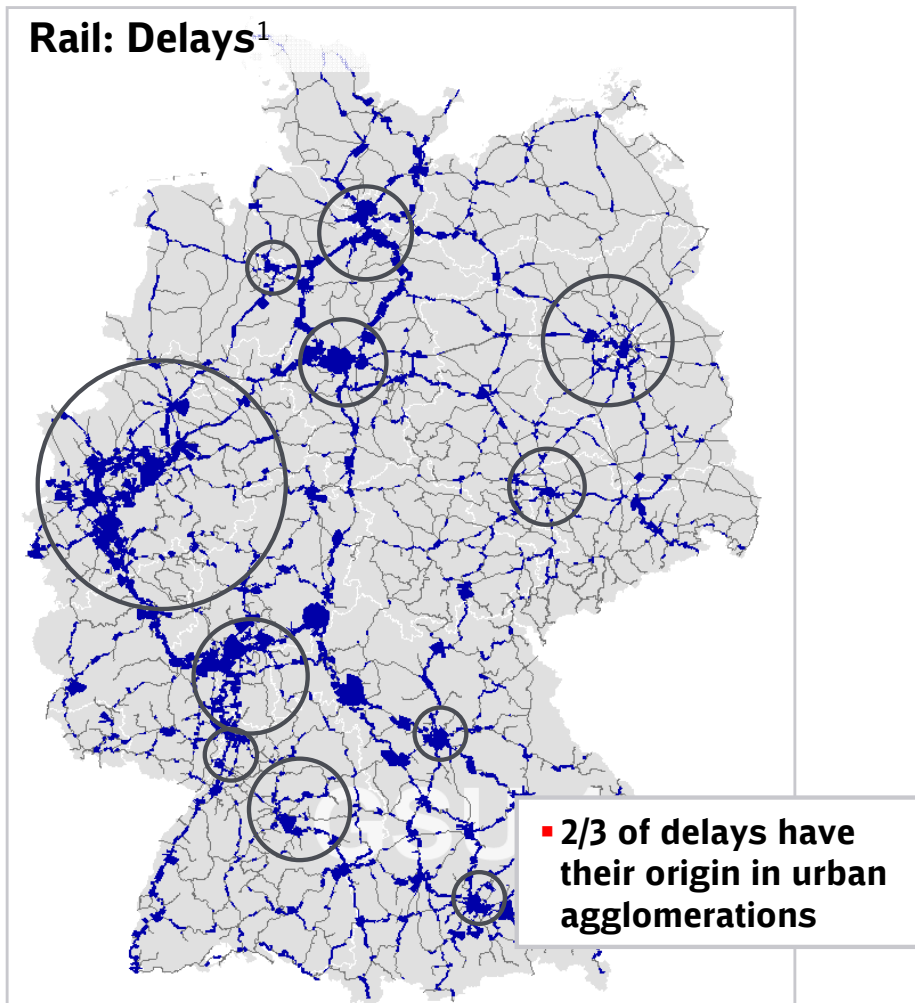 Rail: Delays¹
▪ 2/3 of delays have
their origin in urban
agglomerations